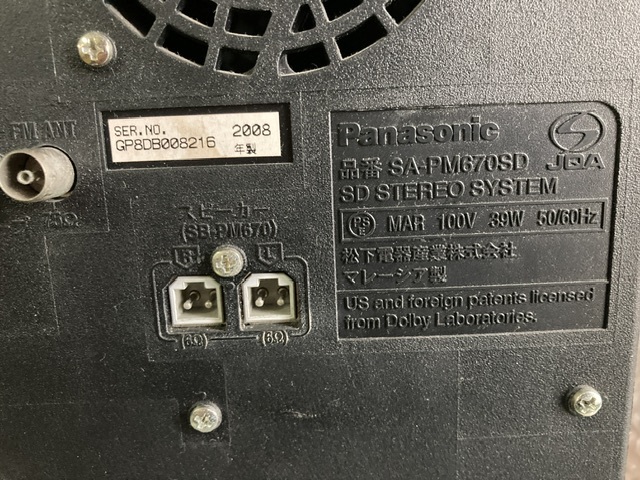 FM ANT
75Ω
SER.NO. 2008
GP8DB008216 年製
スピーカー
(SB-PM670)
R L
(6Ω) (6Ω)
Panasonic
品番 SA-PM670SD
SD STEREO SYSTEM
PS E MAR 100V 39W 50/60Hz
松下電器産業株式会社
マレーシア製
US and foreign patents licensed
from Dolby Laboratories.
S
JQA